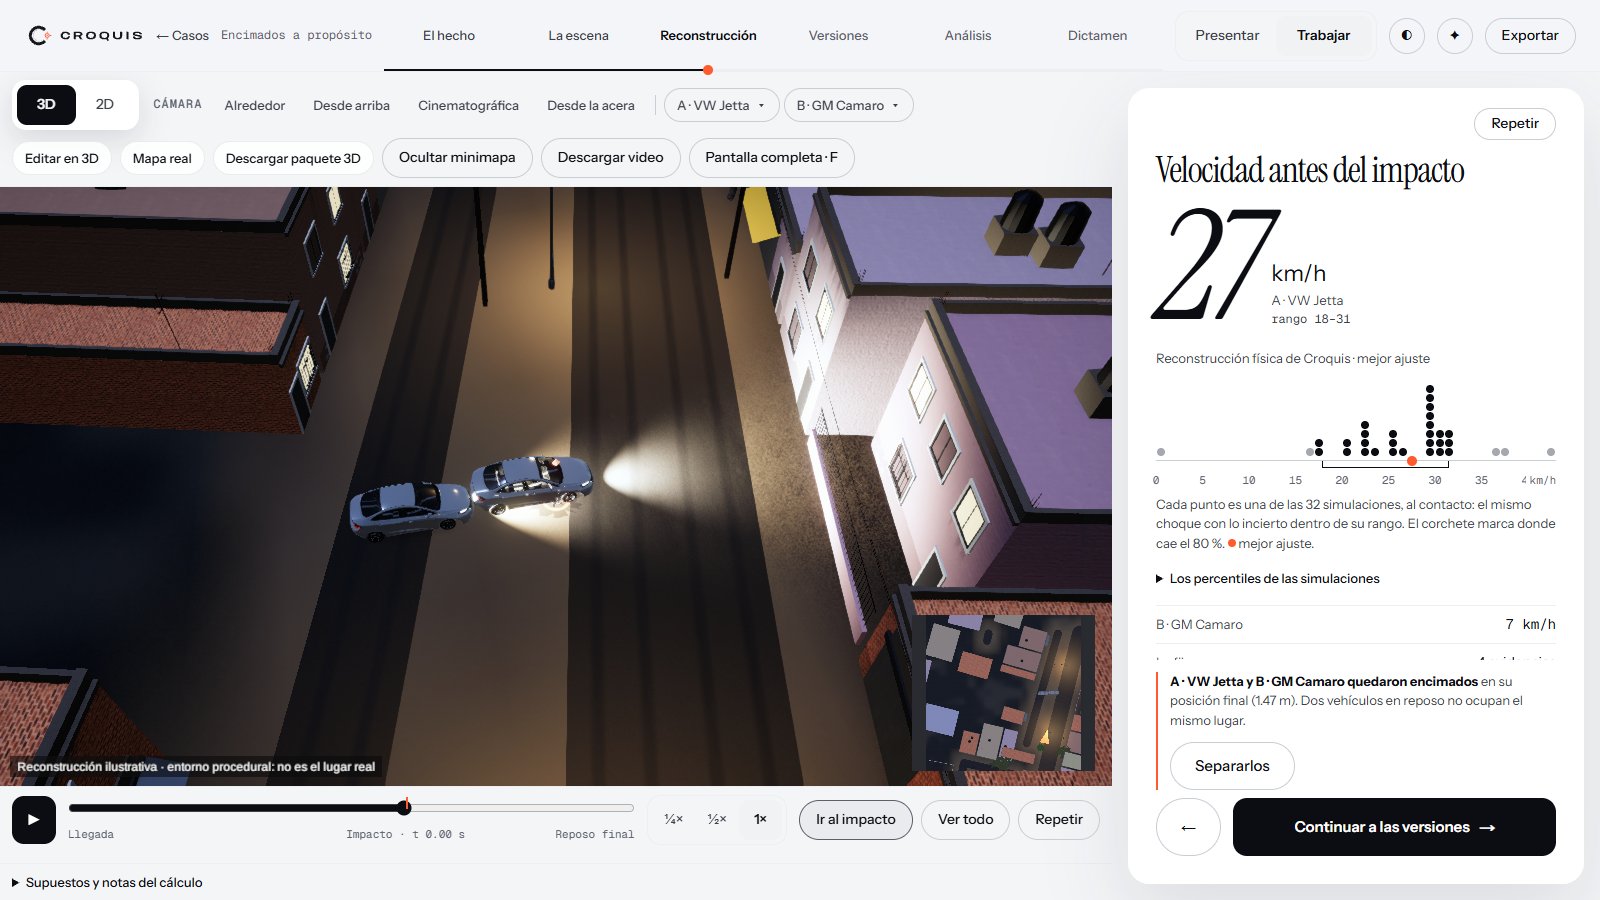 CROQUIS
← Casos
Encimados a propósito
El hecho
La escena
Reconstrucción
Versiones
Análisis
Dictamen
Presentar
Trabajar
Exportar
3D
2D
CÁMARA
Alrededor
Desde arriba
Cinematográfica
Desde la acera
A · VW Jetta
B · GM Camaro
Editar en 3D
Mapa real
Descargar paquete 3D
Ocultar minimapa
Descargar video
Pantalla completa · F
Reconstrucción ilustrativa · entorno procedural: no es el lugar real
Llegada
Impacto · t 0.00 s
Reposo final
¼×
½×
1×
Ir al impacto
Ver todo
Repetir
Supuestos y notas del cálculo
Repetir
Velocidad antes del impacto
27
km/h
A · VW Jetta
rango 18–31
Reconstrucción física de Croquis · mejor ajuste
0 5 10 15 20 25 30 35 4 km/h
Cada punto es una de las 32 simulaciones, al contacto: el mismo
choque con lo incierto dentro de su rango. El corchete marca donde
cae el 80 %. mejor ajuste.
Los percentiles de las simulaciones
B · GM Camaro 7 km/h
A · VW Jetta y B · GM Camaro quedaron encimados en su
posición final (1.47 m). Dos vehículos en reposo no ocupan el
mismo lugar.
Separarlos
←
Continuar a las versiones →